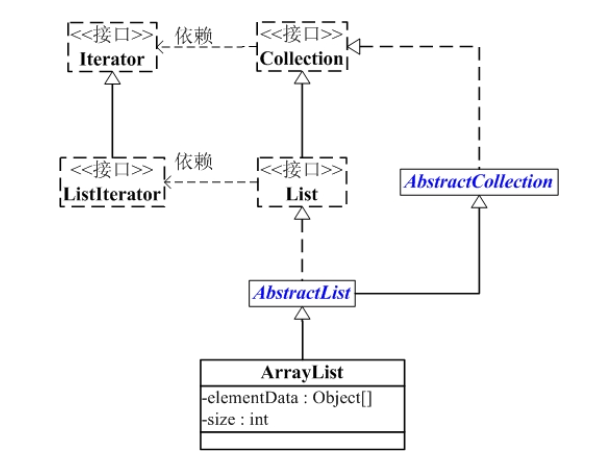 <<接口>>
Iterator
依赖
<<接口>>
Collection
<<接口>>
ListIterator
依赖
<<接口>>
List
AbstractCollection
AbstractList
ArrayList
-elementData : Object[]
-size : int